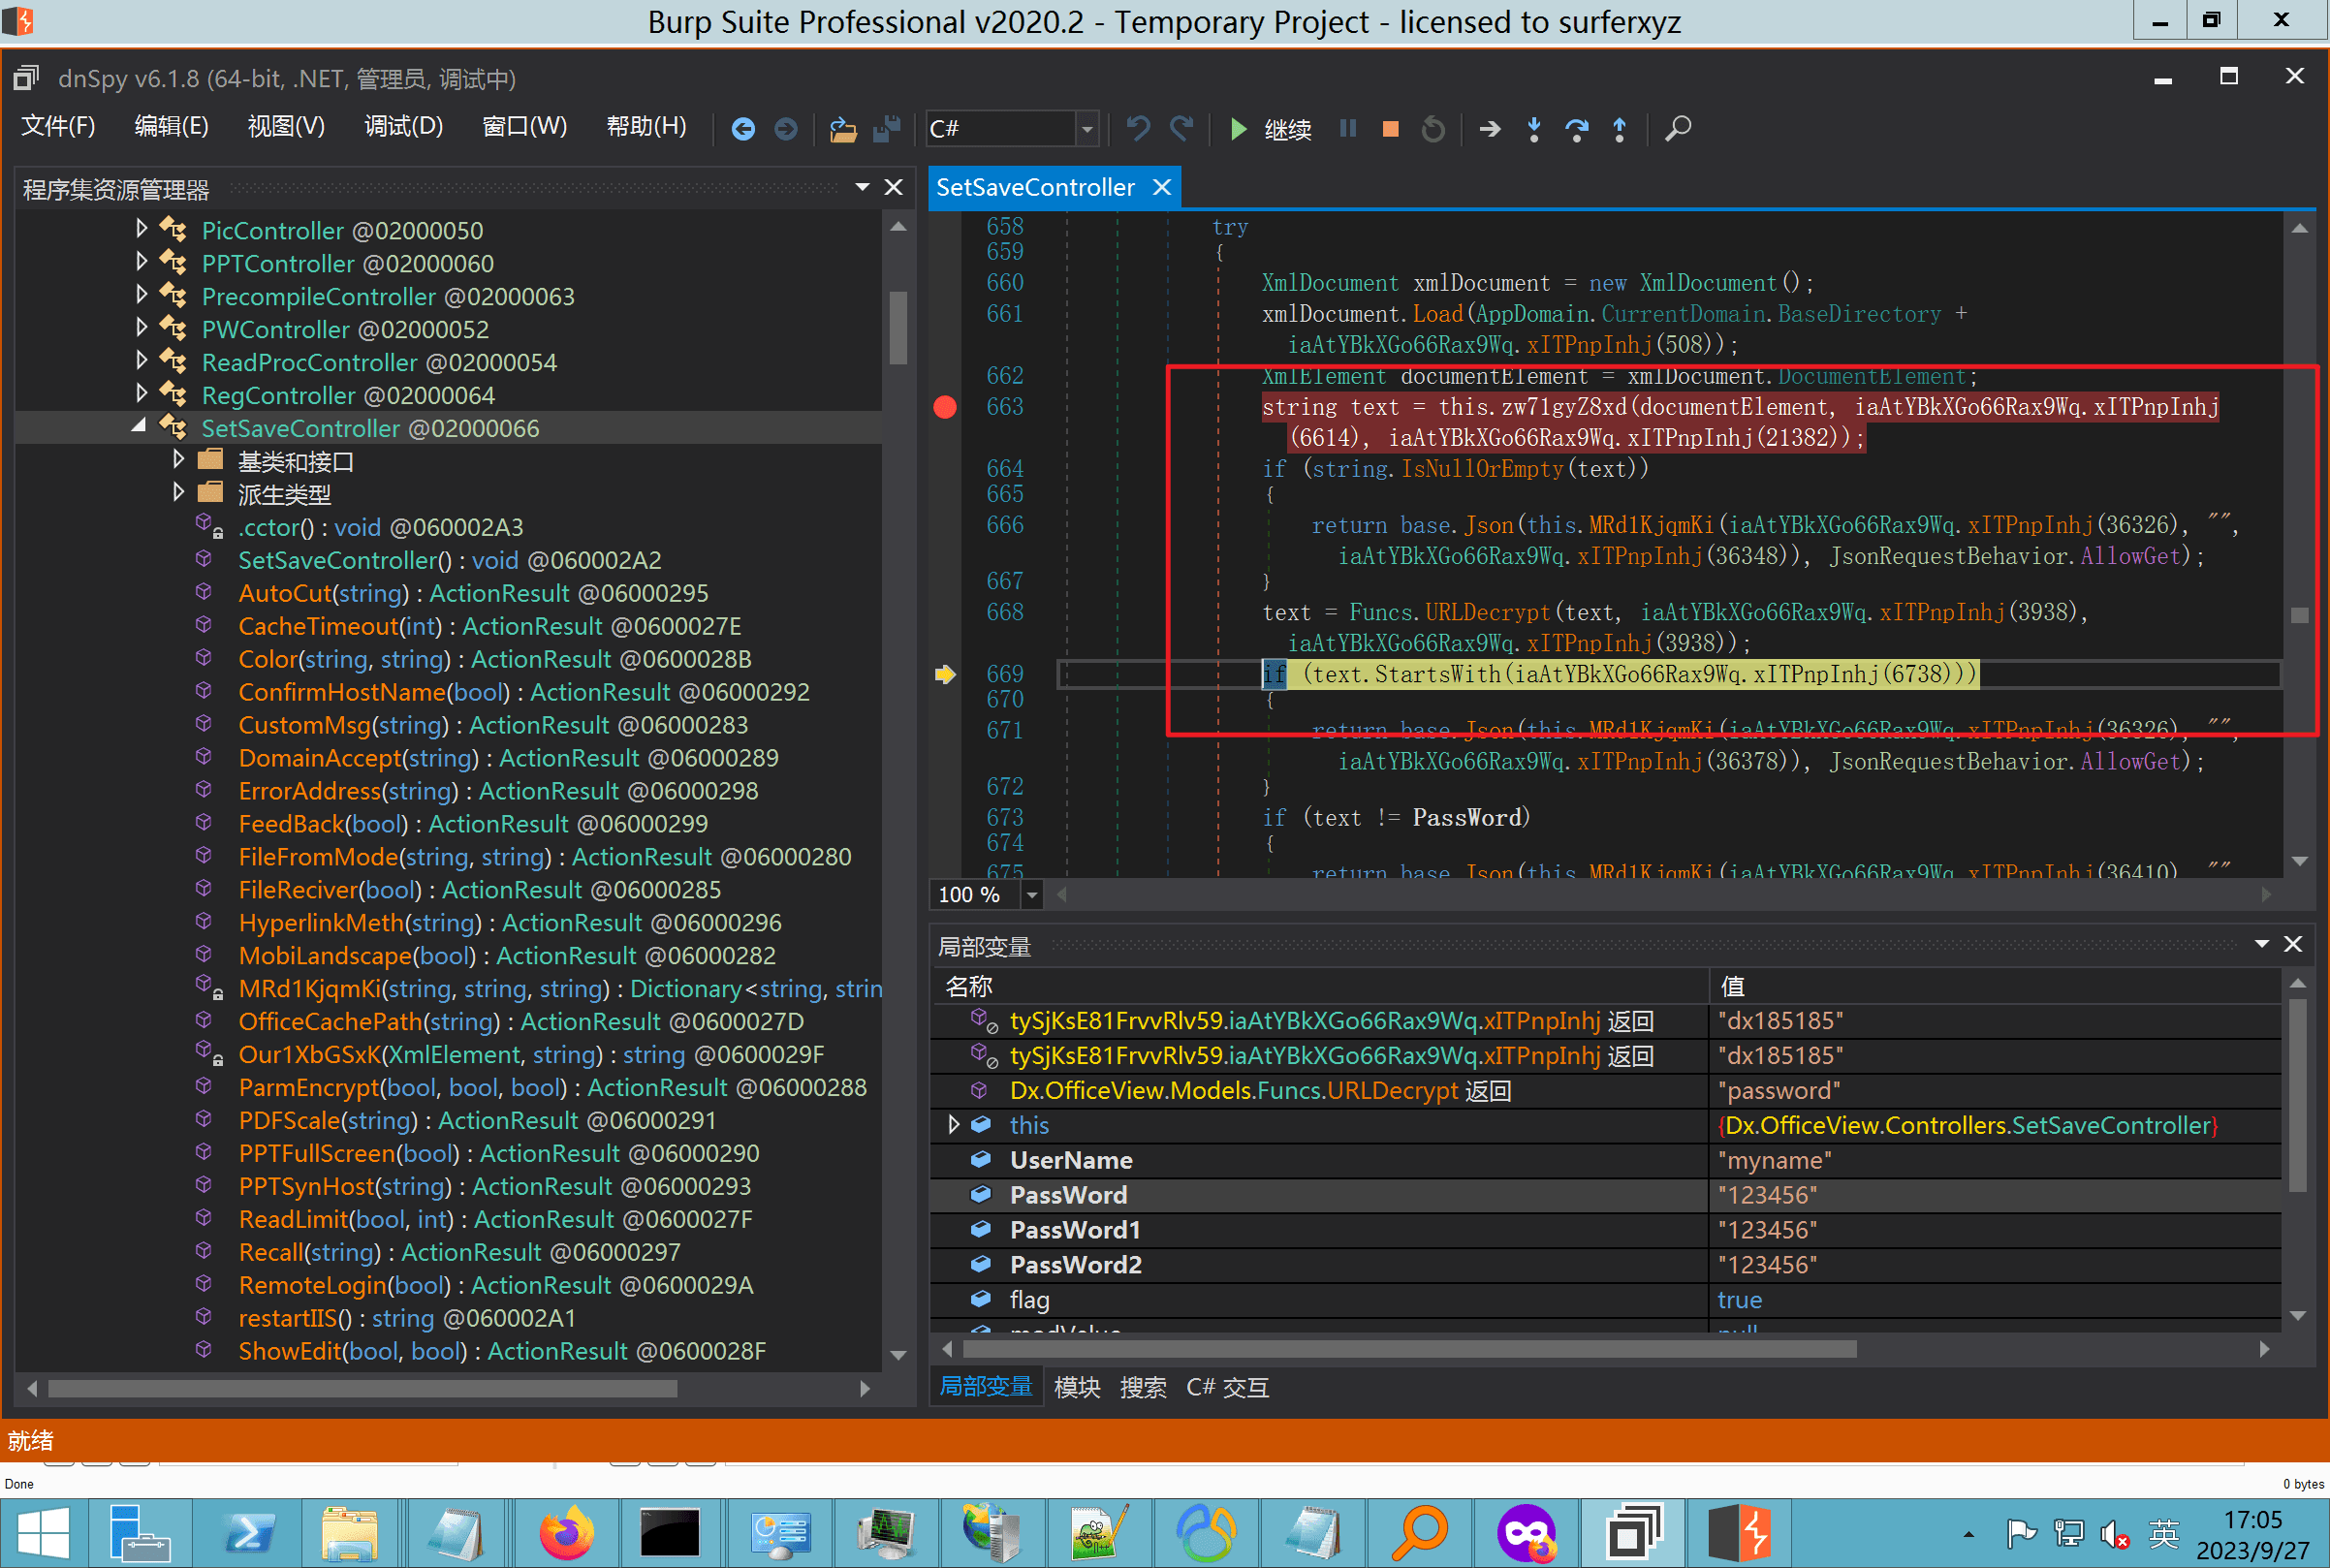 Burp Suite Professional v2020.2 - Temporary Project - licensed to surferxyz
dnSpy v6.1.8 (64-bit, .NET, 管理员, 调试中)
文件(F) 编辑(E) 视图(V) 调试(D) 窗口(W) 帮助(H) C# 继续
程序集资源管理器
PicController @02000050
PPTController @02000060
PrecompileController @02000063
PWController @02000052
ReadProcController @02000054
RegController @02000064
SetSaveController @02000066
基类和接口
派生类型
.cctor() : void @060002A3
SetSaveController() : void @060002A2
AutoCut(string) : ActionResult @06000295
CacheTimeout(int) : ActionResult @0600027E
Color(string, string) : ActionResult @0600028B
ConfirmHostName(bool) : ActionResult @06000292
CustomMsg(string) : ActionResult @06000283
DomainAccept(string) : ActionResult @06000289
ErrorAddress(string) : ActionResult @06000298
FeedBack(bool) : ActionResult @06000299
FileFromMode(string, string) : ActionResult @06000280
FileReciver(bool) : ActionResult @06000285
HyperlinkMeth(string) : ActionResult @06000296
MobiLandscape(bool) : ActionResult @06000282
MRd1KjqmKi(string, string, string) : Dictionary<string, strin
OfficeCachePath(string) : ActionResult @0600027D
Our1XbGSxK(XmlElement, string) : string @0600029F
ParmEncrypt(bool, bool, bool) : ActionResult @06000288
PDFScale(string) : ActionResult @06000291
PPTFullScreen(bool) : ActionResult @06000290
PPTSynHost(string) : ActionResult @06000293
ReadLimit(bool, int) : ActionResult @0600027F
Recall(string) : ActionResult @06000297
RemoteLogin(bool) : ActionResult @0600029A
restartIIS() : string @060002A1
ShowEdit(bool, bool) : ActionResult @0600028F
SetSaveController
658 try
659 {
660 XmlDocument xmlDocument = new XmlDocument();
661 xmlDocument.Load(AppDomain.CurrentDomain.BaseDirectory +
iaAtYBkXGo66Rax9Wq.xITPnpInhj(508));
662 XmlElement documentElement = xmlDocument.DocumentElement;
663 string text = this.zw71gyZ8xd(documentElement, iaAtYBkXGo66Rax9Wq.xITPnpInhj
(6614), iaAtYBkXGo66Rax9Wq.xITPnpInhj(21382));
664 if (string.IsNullOrEmpty(text))
665 {
666 return base.Json(this.MRd1KjqmKi(iaAtYBkXGo66Rax9Wq.xITPnpInhj(36326), "",
iaAtYBkXGo66Rax9Wq.xITPnpInhj(36348)), JsonRequestBehavior.AllowGet);
667 }
668 text = Funcs.URLDecrypt(text, iaAtYBkXGo66Rax9Wq.xITPnpInhj(3938),
iaAtYBkXGo66Rax9Wq.xITPnpInhj(3938));
669 if (text.StartsWith(iaAtYBkXGo66Rax9Wq.xITPnpInhj(6738)))
670 {
671 return base.Json(this.MRd1KjqmKi(iaAtYBkXGo66Rax9Wq.xITPnpInhj(36326), "",
iaAtYBkXGo66Rax9Wq.xITPnpInhj(36378)), JsonRequestBehavior.AllowGet);
672 }
673 if (text != PassWord)
674 {
675 return base.Json(this.MRd1KjqmKi(iaAtYBkXGo66Rax9Wq.xITPnpInhj(36410), ""
100 %
局部变量
名称 值
tySjKsE81FrvvRlv59.iaAtYBkXGo66Rax9Wq.xITPnpInhj 返回 "dx185185"
tySjKsE81FrvvRlv59.iaAtYBkXGo66Rax9Wq.xITPnpInhj 返回 "dx185185"
Dx.OfficeView.Models.Funcs.URLDecrypt 返回 "password"
this {Dx.OfficeView.Controllers.SetSaveController}
UserName "myname"
PassWord "123456"
PassWord1 "123456"
PassWord2 "123456"
flag true
局部变量 模块 搜索 C# 交互
就绪
Done 0 bytes
英 17:05
2023/9/27